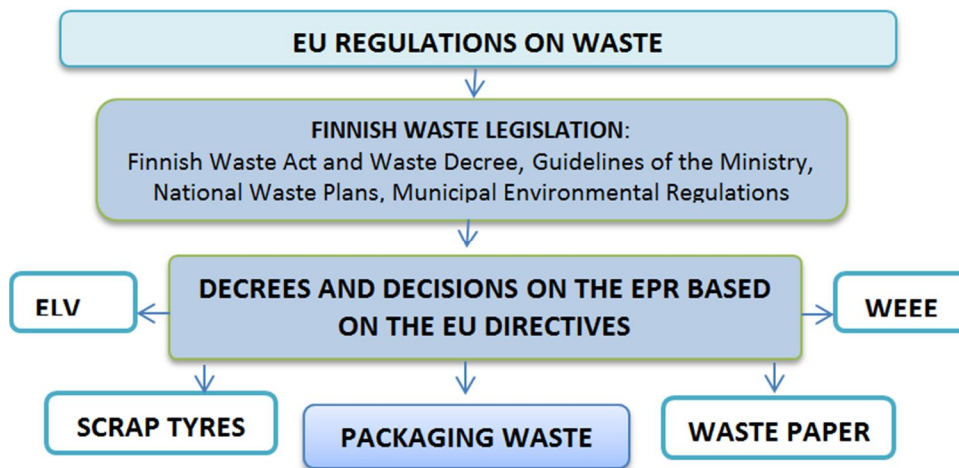 EU REGULATIONS ON WASTE
FINNISH WASTE LEGISLATION:
Finnish Waste Act and Waste Decree, Guidelines of the Ministry,
National Waste Plans, Municipal Environmental Regulations
DECREES AND DECISIONS ON THE EPR BASED
ON THE EU DIRECTIVES
ELV
WEEE
SCRAP TYRES
PACKAGING WASTE
WASTE PAPER